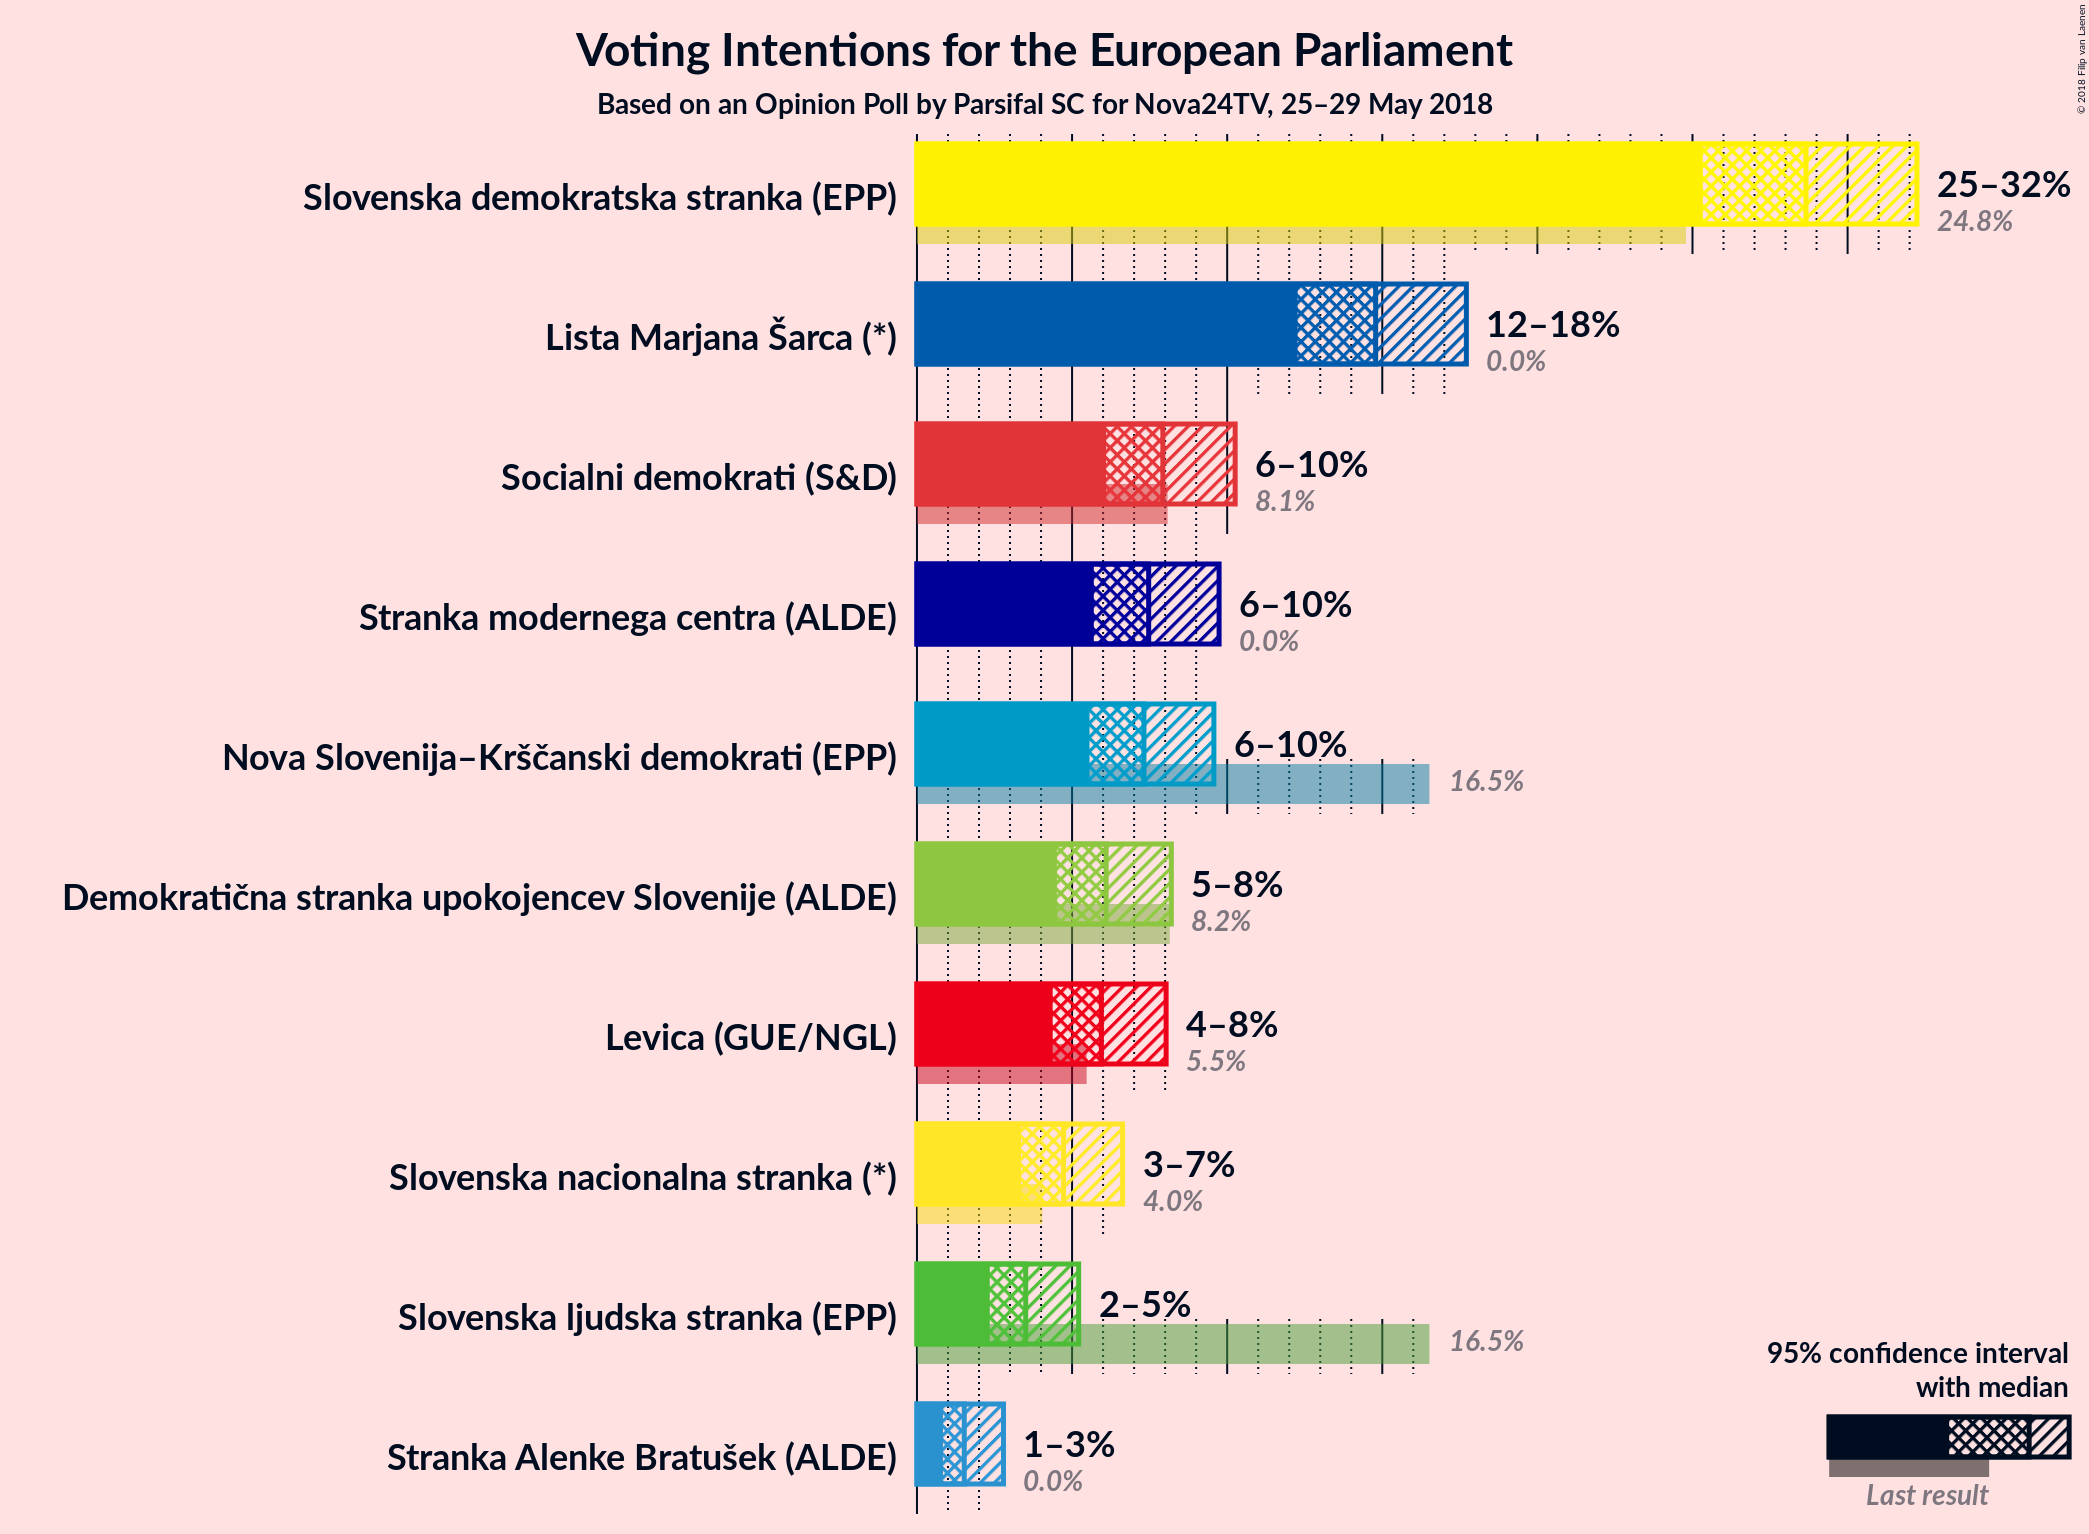 Voting Intentions for the European Parliament
Based on an Opinion Poll by Parsifal SC for Nova24TV, 25–29 May 2018
© 2018 Filip van Laenen
Slovenska demokratska stranka (EPP)
25–32%
24.8%
Lista Marjana Šarca (*)
12–18%
0.0%
Socialni demokrati (S&D)
6–10%
8.1%
Stranka modernega centra (ALDE)
6–10%
0.0%
Nova Slovenija–Krščanski demokrati (EPP)
6–10%
16.5%
Demokratična stranka upokojencev Slovenije (ALDE)
5–8%
8.2%
Levica (GUE/NGL)
4–8%
5.5%
Slovenska nacionalna stranka (*)
3–7%
4.0%
Slovenska ljudska stranka (EPP)
2–5%
16.5%
Stranka Alenke Bratušek (ALDE)
1–3%
0.0%
95% confidence interval
with median
Last result